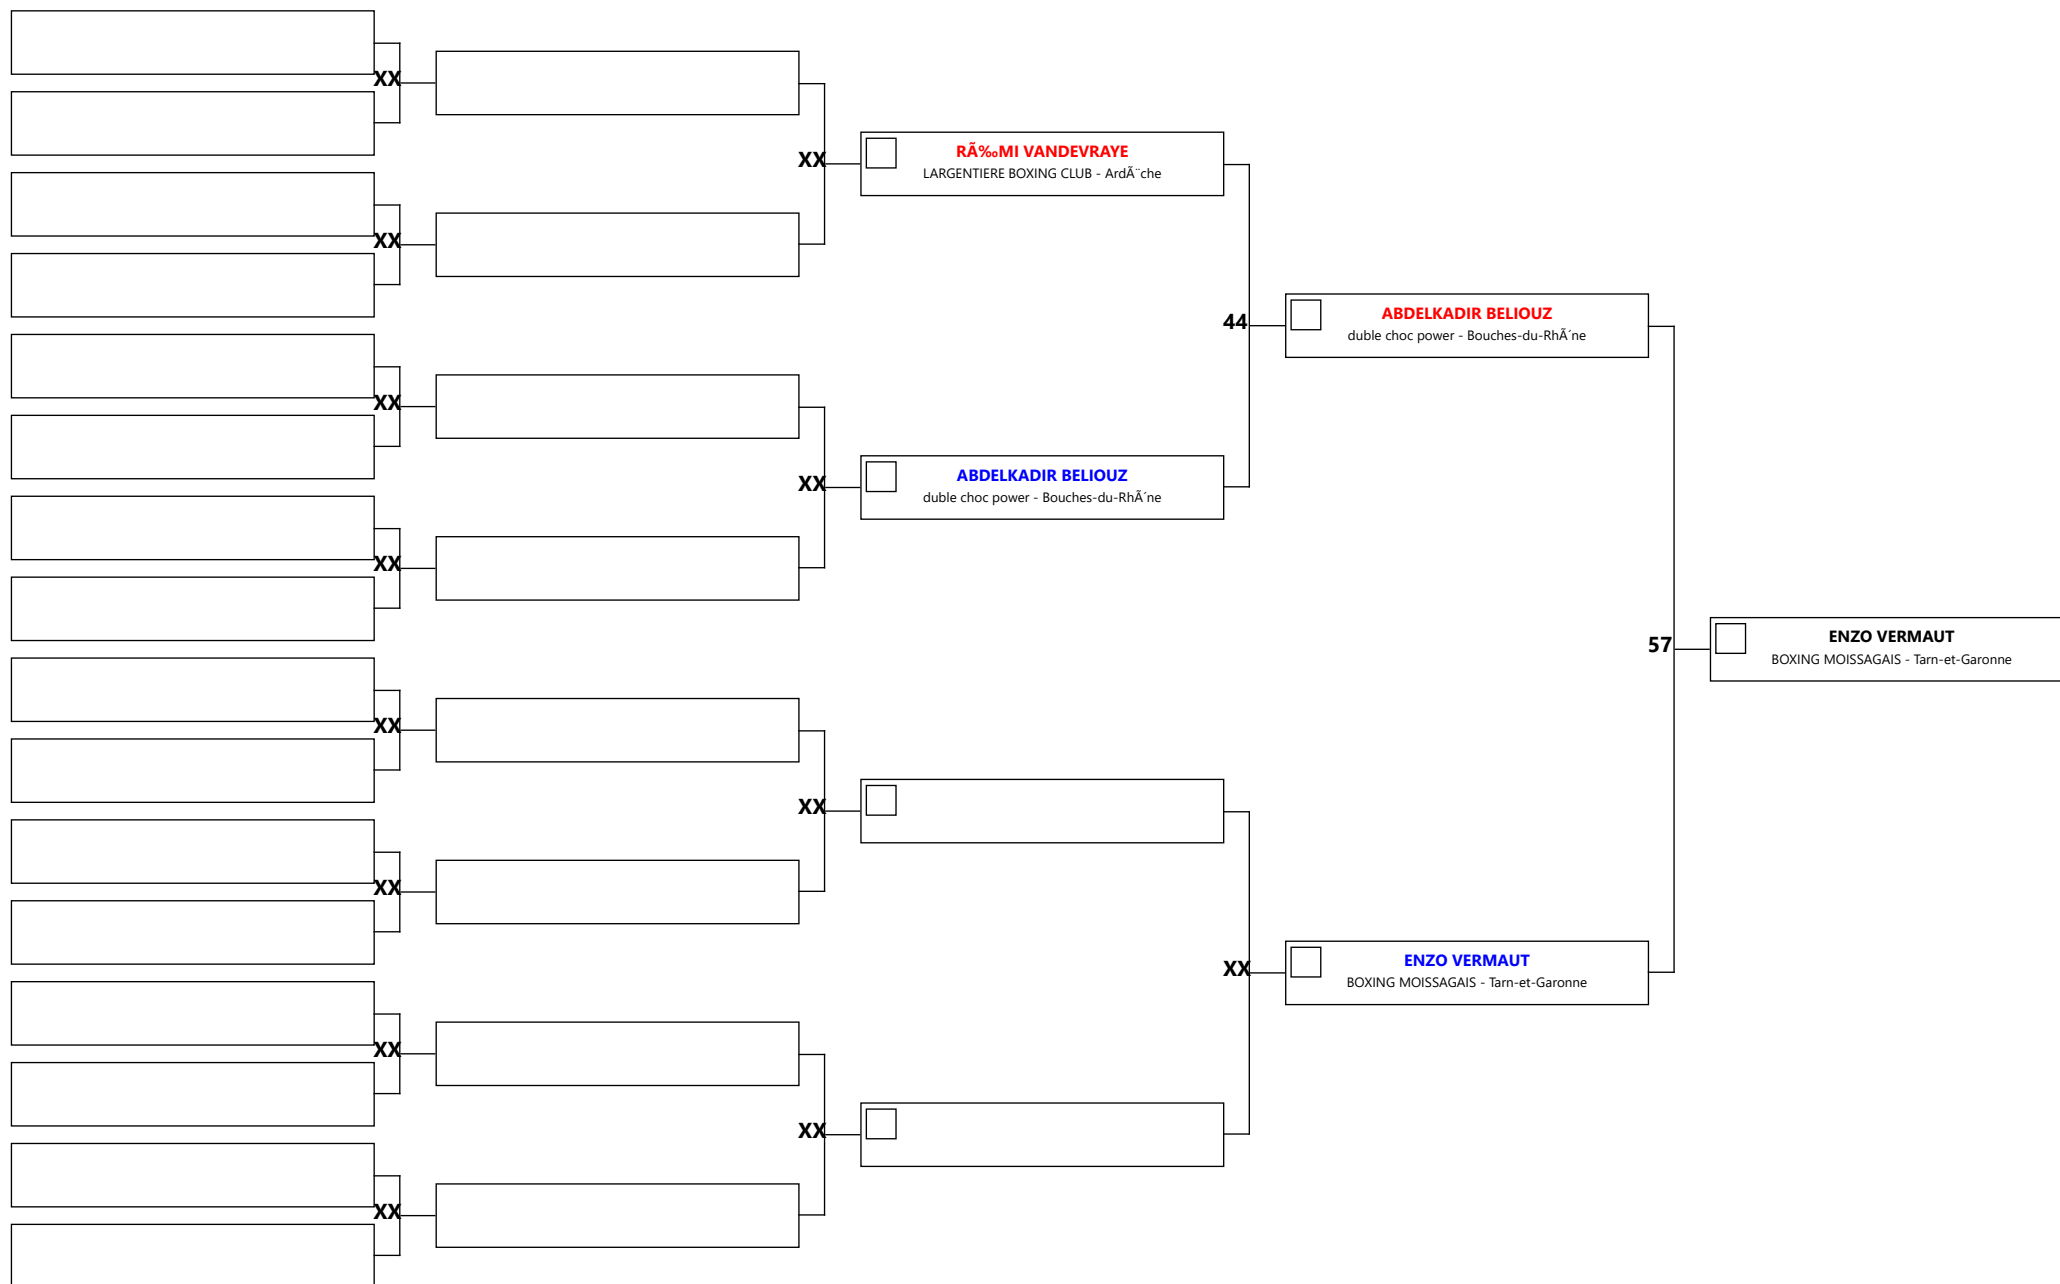 XX
XX
RÃ‰MI VANDEVRAYE
LARGENTIERE BOXING CLUB - ArdÃ¨che
XX
44
ABDELKADIR BELIOUZ
duble choc power - Bouches-du-RhÃ´ne
XX
XX
ABDELKADIR BELIOUZ
duble choc power - Bouches-du-RhÃ´ne
XX
57
ENZO VERMAUT
BOXING MOISSAGAIS - Tarn-et-Garonne
XX
XX
XX
XX
ENZO VERMAUT
BOXING MOISSAGAIS - Tarn-et-Garonne
XX
XX
XX